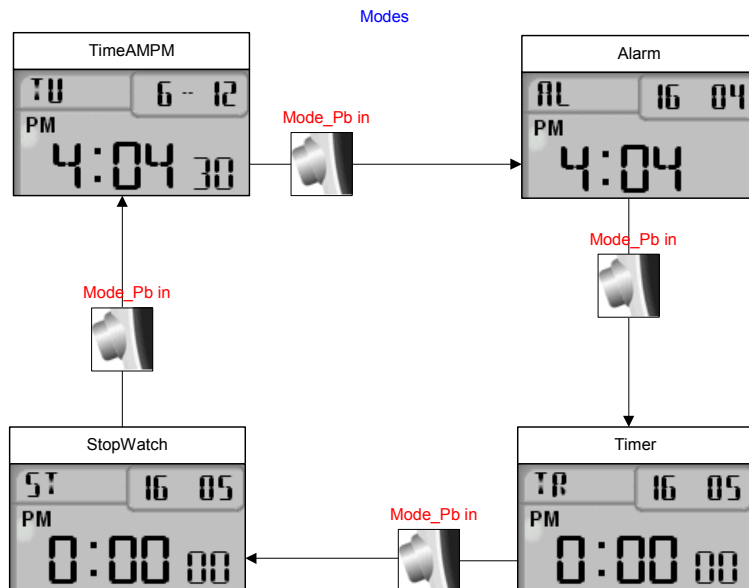 Modes
TimeAMPM
TU 6-- 12
PM
4:04 30
Mode_Pb in
Alarm
AL 16 04
PM
4:04
Mode_Pb in
Mode_Pb in
StopWatch
ST 16 05
PM
0:00 00
Mode_Pb in
Timer
TR 16 05
PM
0:00 00